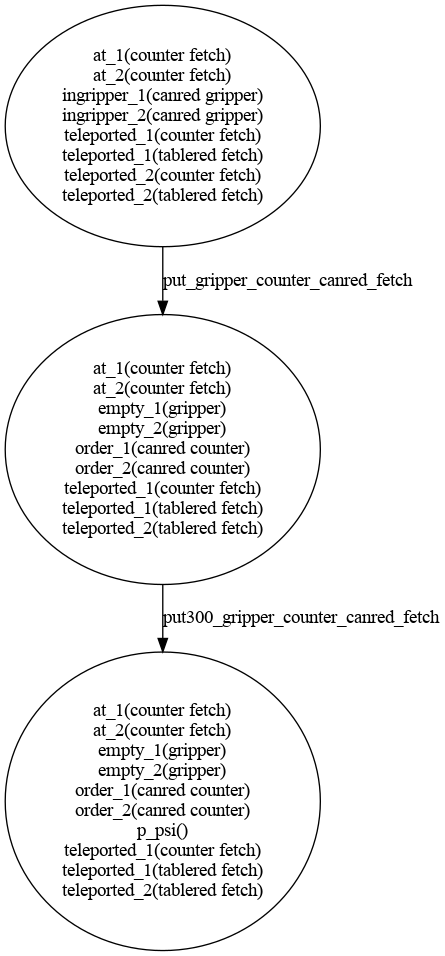 at_1(counter fetch)
at_2(counter fetch)
ingripper_1(canred gripper)
ingripper_2(canred gripper)
teleported_1(counter fetch)
teleported_1(tablered fetch)
teleported_2(counter fetch)
teleported_2(tablered fetch)
put_gripper_counter_canred_fetch
at_1(counter fetch)
at_2(counter fetch)
empty_1(gripper)
empty_2(gripper)
order_1(canred counter)
order_2(canred counter)
teleported_1(counter fetch)
teleported_1(tablered fetch)
teleported_2(tablered fetch)
put300_gripper_counter_canred_fetch
at_1(counter fetch)
at_2(counter fetch)
empty_1(gripper)
empty_2(gripper)
order_1(canred counter)
order_2(canred counter)
p_psi()
teleported_1(counter fetch)
teleported_1(tablered fetch)
teleported_2(tablered fetch)